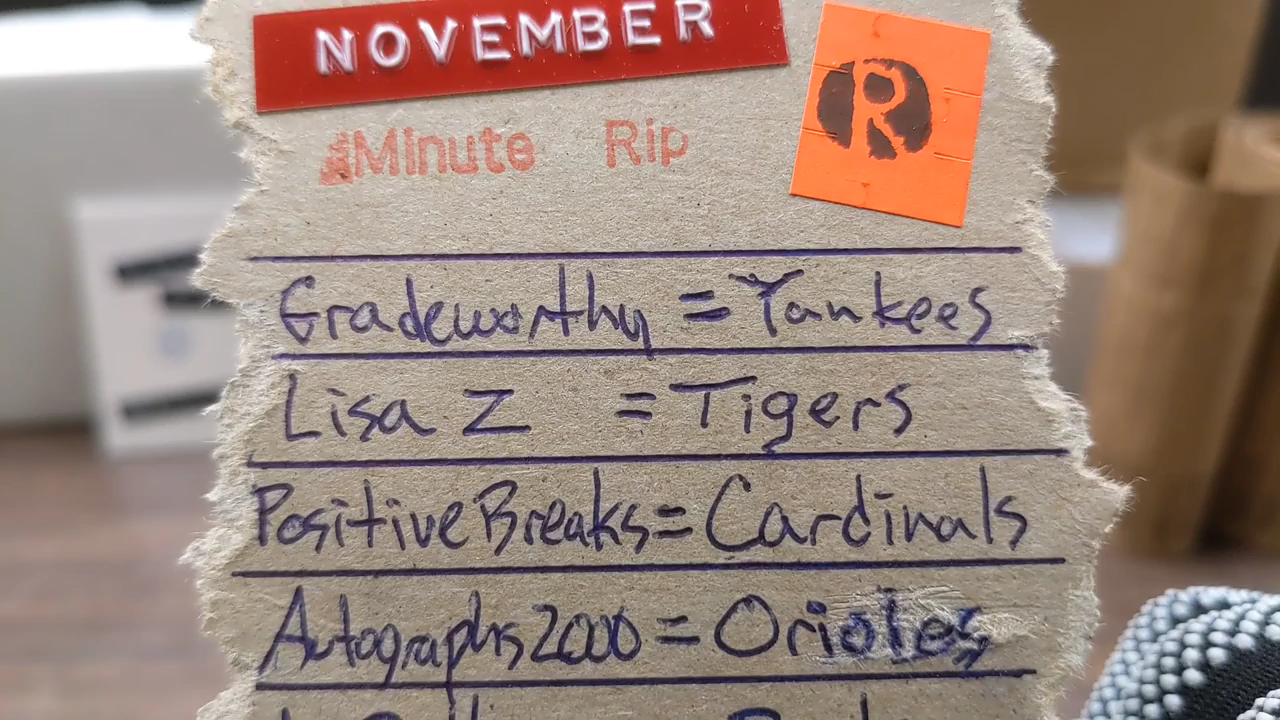 NOVEMBER
Minute Rip
R
Gradeworthy = Yankees
Lisa Z = Tigers
PositiveBreaks = Cardinals
Autographs2000 = Orioles